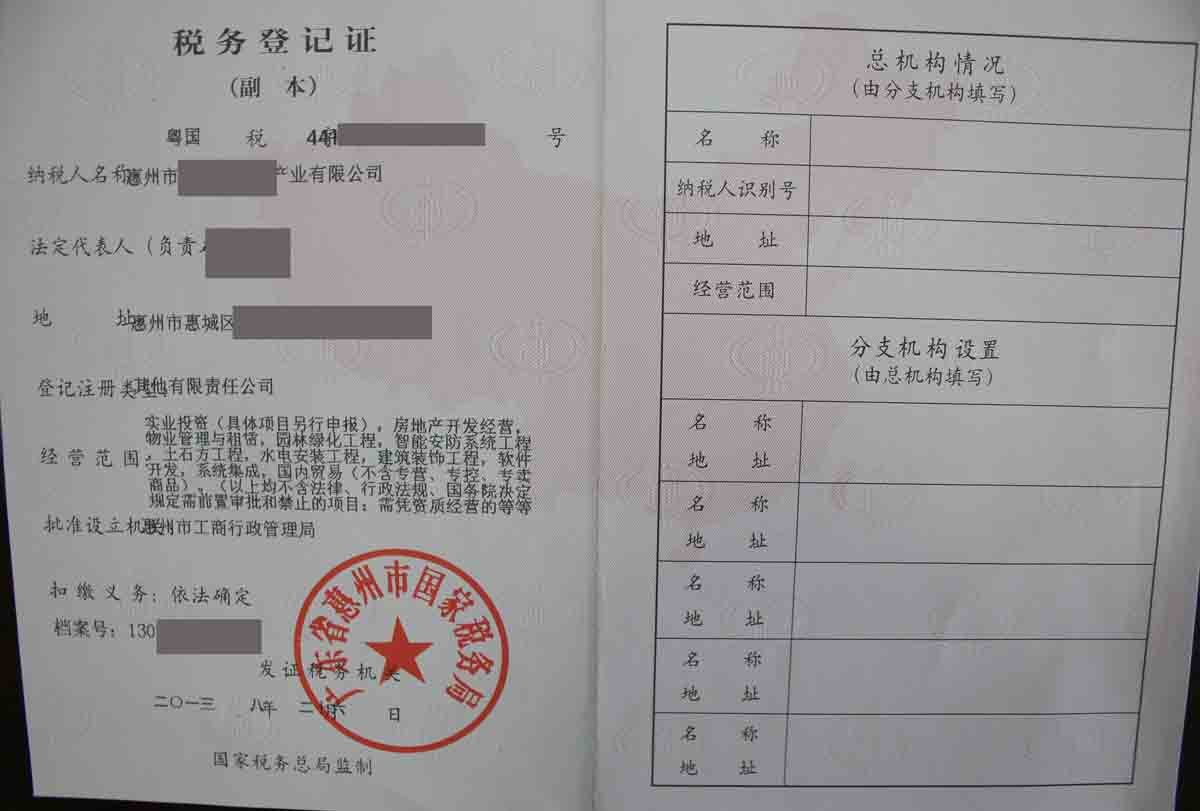 税务登记证
(副 本)
粤国 税 441 号
纳税人名称 惠州市 产业有限公司
法定代表人(负责
地 址 惠州市惠城区
登记注册类 其他有限责任公司
实业投资(具体项目另行申报),房地产开发经营,
物业管理与租赁,园林绿化工程,智能安防系统工程
经营范围 ,土石方工程,水电安装工程,建筑装饰工程,软件
开发,系统集成,国内贸易(不含专营、专控、专卖
商品)。(以上均不含法律、行政法规、国务院决定
规定需前置审批和禁止的项目;需凭资质经营的等等
批准设立机关 惠州市工商行政管理局
扣缴义务:依法确定
档案号:130
广东省惠州市国家税务局
发证税务机关
二〇一三 八年 二十六 日
国家税务总局监制
总机构情况
(由分支机构填写)
名 称
纳税人识别号
地 址
经营范围
分支机构设置
(由总机构填写)
名 称
地 址
名 称
地 址
名 称
地 址
名 称
地 址
名 称
地 址